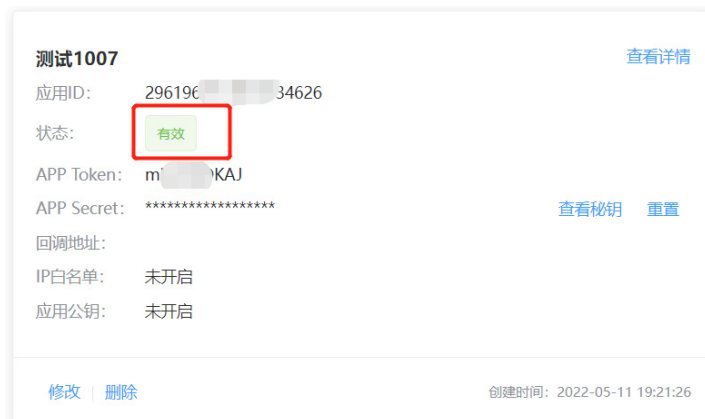 测试1007 查看详情
应用ID: 296196 34626
状态: 有效
APP Token: m KAJ
APP Secret: ****************** 查看秘钥 重置
回调地址:
IP白名单: 未开启
应用公钥: 未开启
修改 删除 创建时间: 2022-05-11 19:21:26